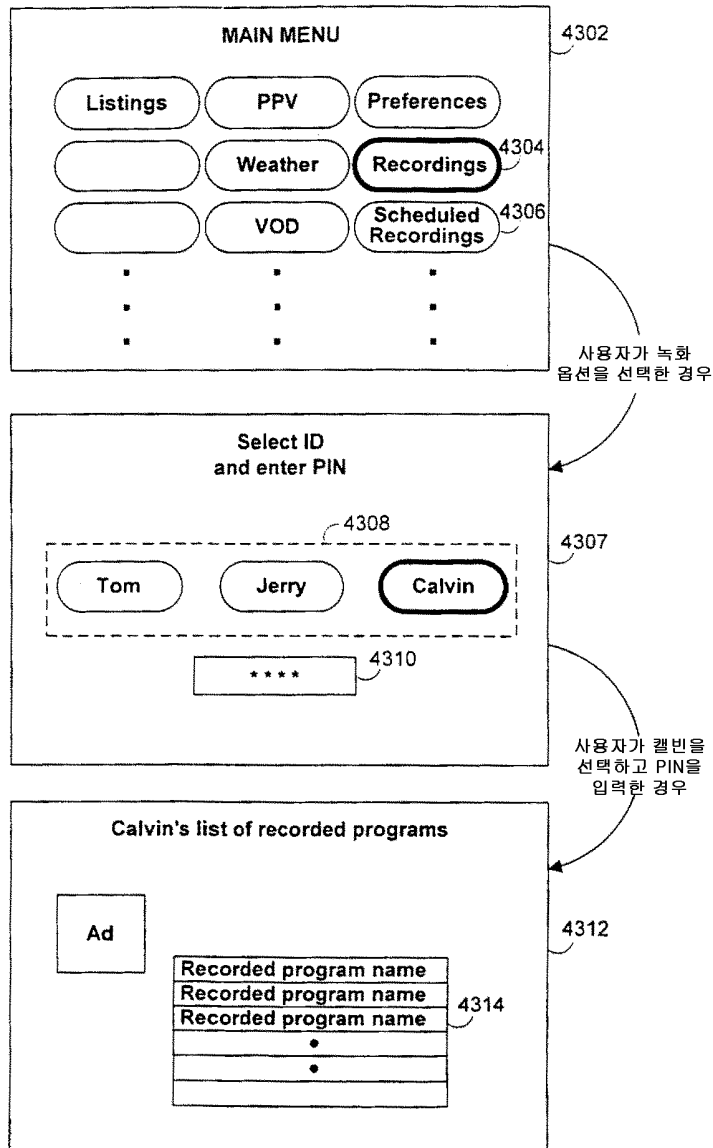 MAIN MENU
4302
Listings
PPV
Preferences
Weather
Recordings
4304
VOD
Scheduled
Recordings
4306
사용자가 녹화
옵션을 선택한 경우
Select ID
and enter PIN
4308
4307
Tom
Jerry
Calvin
* * * *
4310
사용자가 캘빈을
선택하고 PIN을
입력한 경우
Calvin's list of recorded programs
4312
Ad
Recorded program name
Recorded program name
Recorded program name
4314